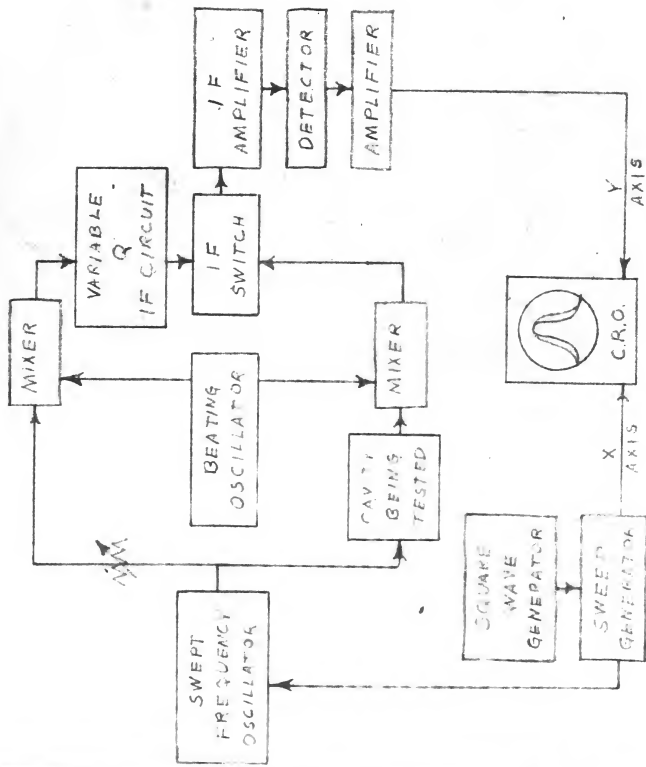 MIXER
VARIABLE
Q
IF CIRCUIT
IF
AMPLIFIER
IF
SWITCH
DETECTOR
AMPLIFIER
BEATING
OSCILLATOR
MIXER
CAVITY
BEING
TESTED
SWEPT
FREQUENCY
OSCILLATOR
SQUARE
WAVE
GENERATOR
SWEEP
GENERATOR
X
AXIS
C.R.O.
Y
AXIS